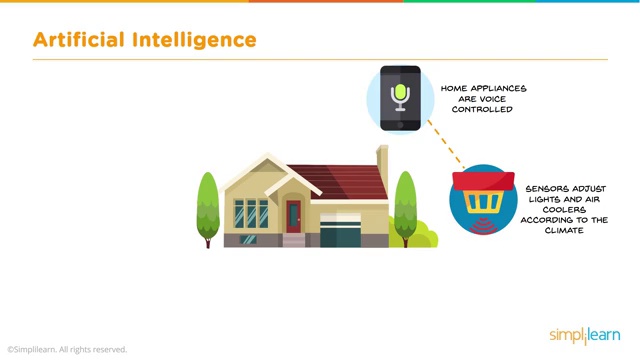 Artificial Intelligence
HOME APPLIANCES
ARE VOICE
CONTROLLED
SENSORS ADJUST
LIGHTS AND AIR
COOLERS
ACCORDING TO THE
CLIMATE
©Simplilearn. All rights reserved.
simplilearn